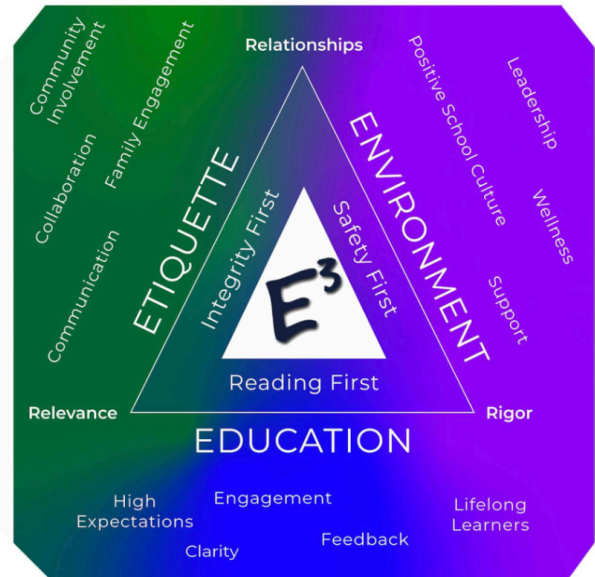 Relationships
Community
Involvement
Family Engagement
Collaboration
Communication
ETIQUETTE
Integrity First
ENVIRONMENT
Safety First
Positive School Culture
Leadership
Wellness
Support
E³
Reading First
Relevance
Rigor
EDUCATION
High
Expectations
Engagement
Clarity
Feedback
Lifelong
Learners